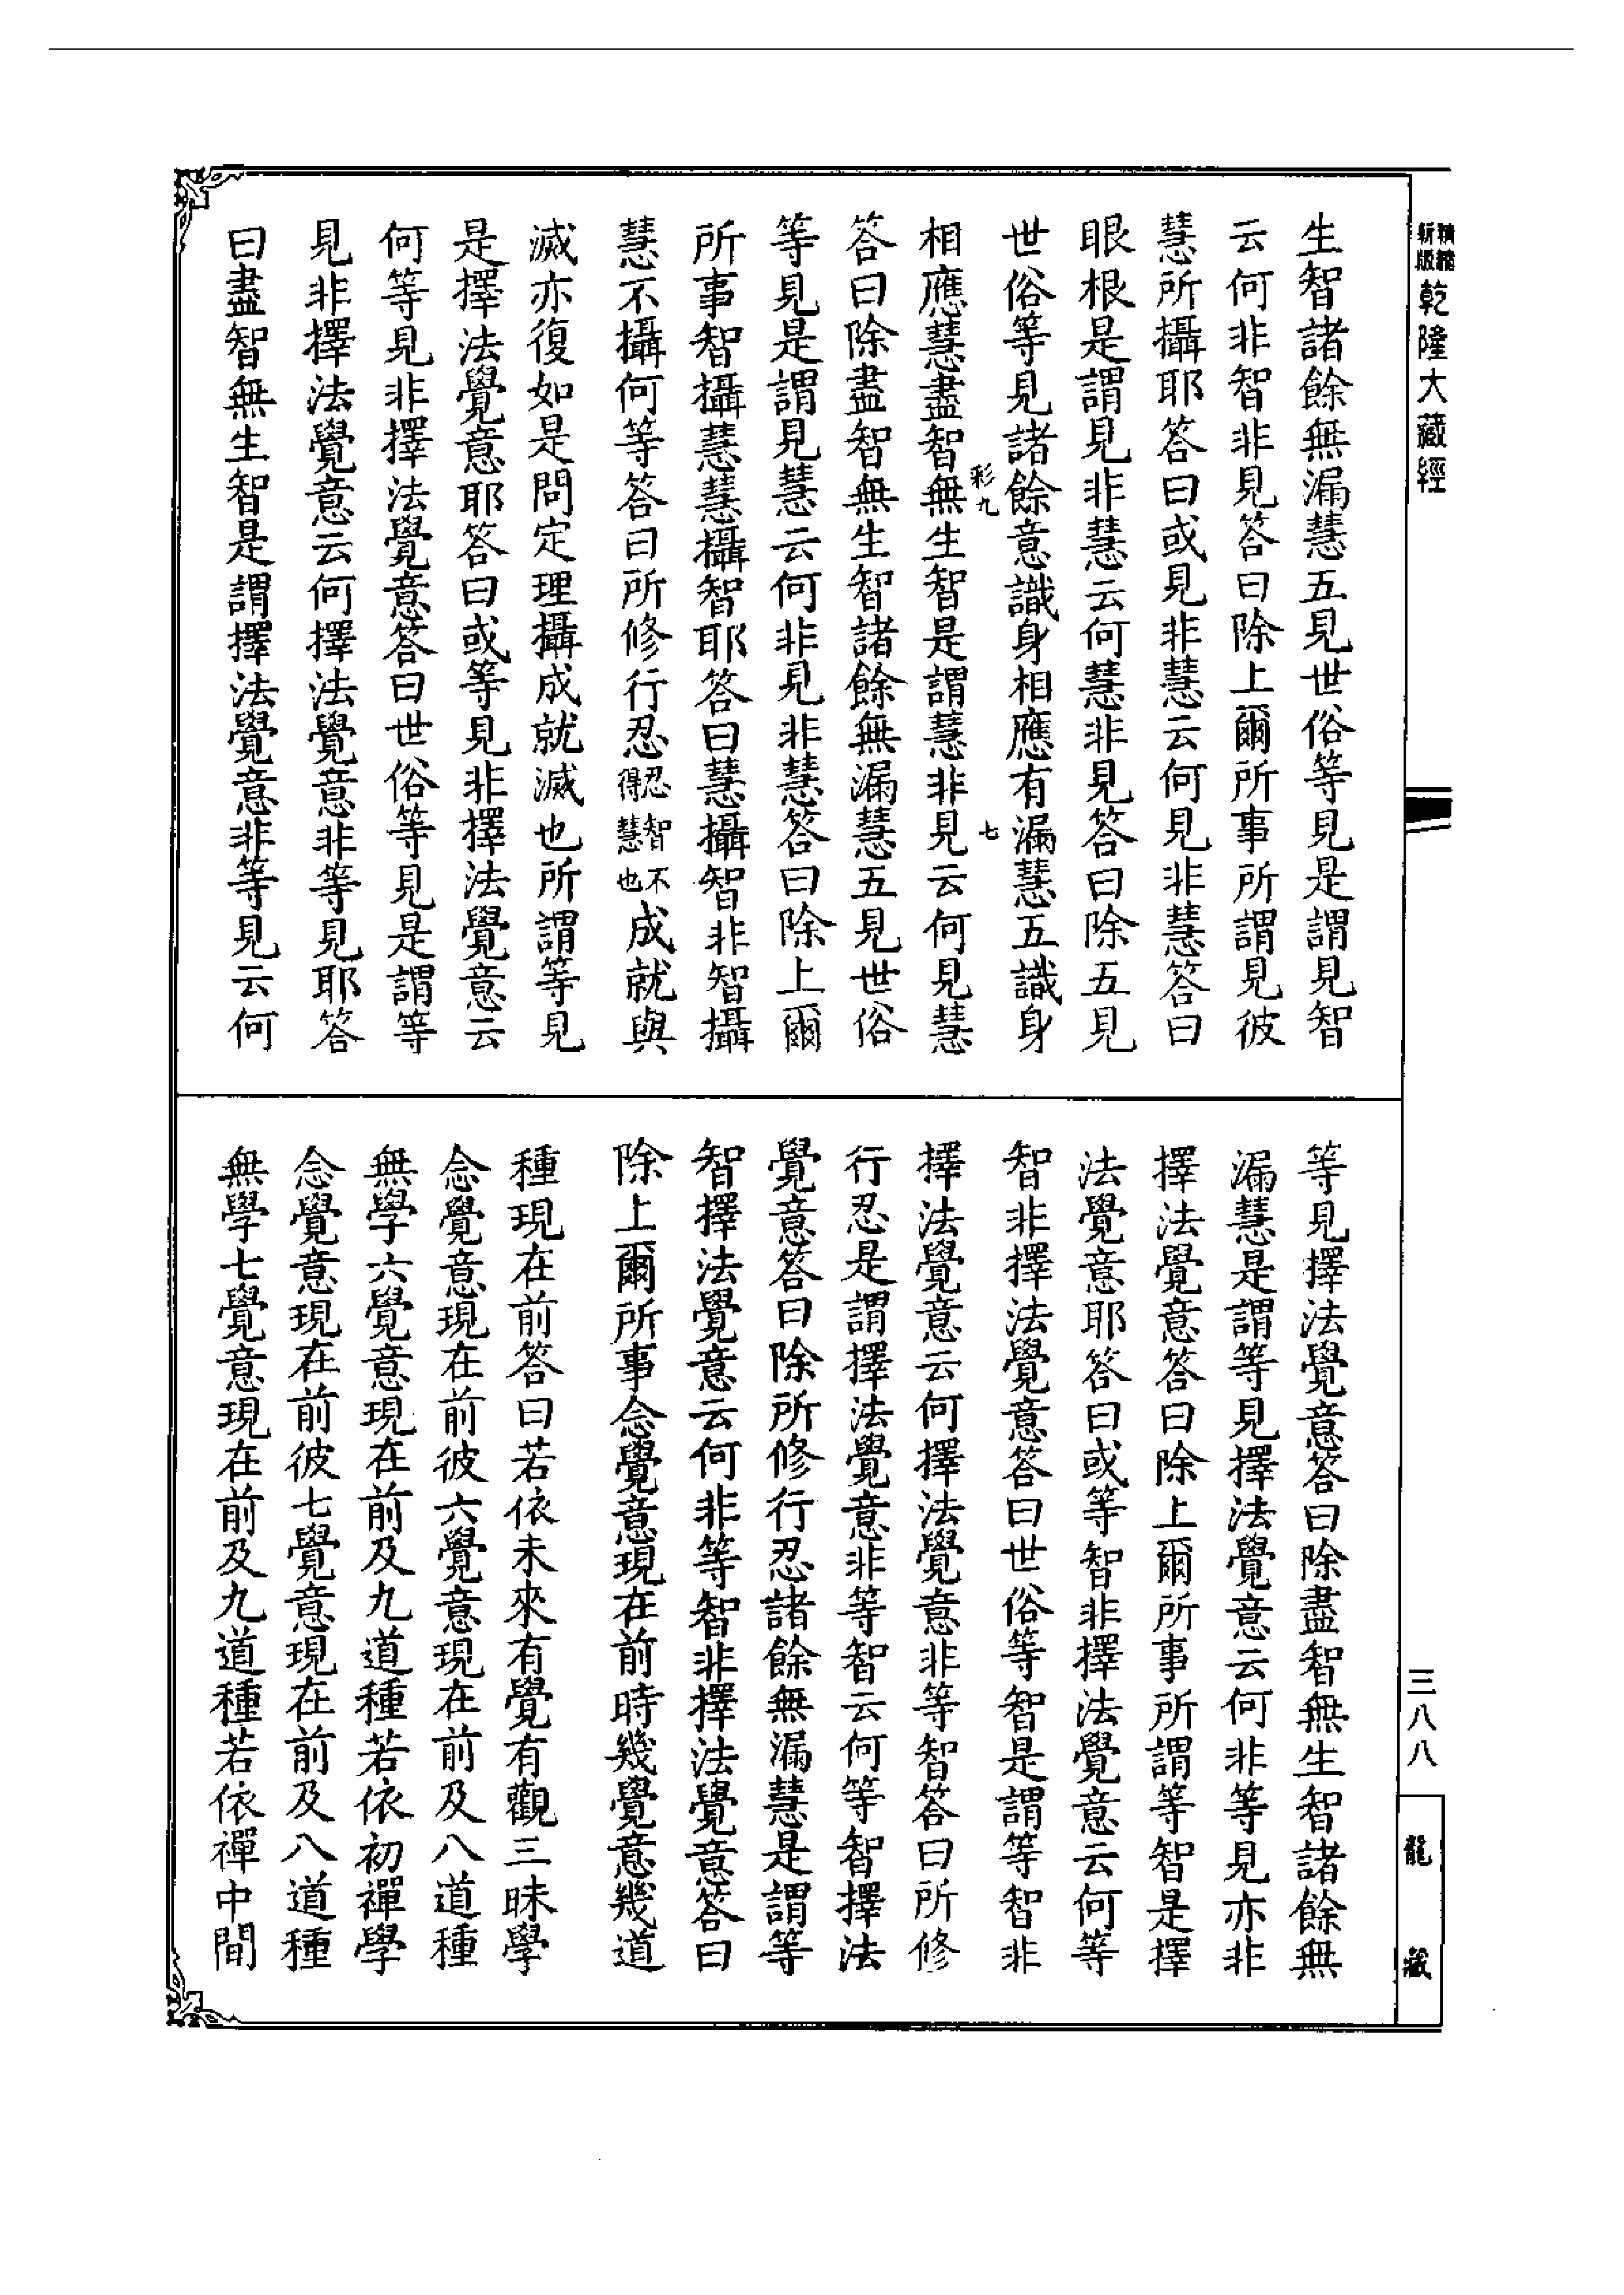 精縮
新版
乾隆大藏經
生智諸餘無漏慧五見世俗等見是謂見智
云何非智非見答曰除上爾所事所謂見彼
慧所攝耶答曰或見非慧云何見非慧答曰
眼根是謂見非慧云何慧非見答曰除五見
世俗等見諸餘意識身相應有漏慧五識身
彩九
七
相應慧盡智無生智是謂慧非見云何見慧
答曰除盡智無生智諸餘無漏慧五見世俗
等見是謂見慧云何非見非慧答曰除上爾
所事智攝慧慧攝智耶答曰慧攝智非智攝
慧不攝何等答曰所修行忍忍智不得慧也成就與
滅亦復如是問定理攝成就滅也所謂等見
是擇法覺意耶答曰或等見非擇法覺意云
何等見非擇法覺意答曰世俗等見是謂等
見非擇法覺意云何擇法覺意非等見耶答
曰盡智無生智是謂擇法覺意非等見云何
等見擇法覺意答曰除盡智無生智諸餘無
漏慧是謂等見擇法覺意云何非等見亦非
擇法覺意答曰除上爾所事所謂等智是擇
法覺意耶答曰或等智非擇法覺意云何等
智非擇法覺意答曰世俗等智是謂等智非
擇法覺意云何擇法覺意非等智答曰所修
行忍是謂擇法覺意非等智云何等智擇法
覺意答曰除所修行忍諸餘無漏慧是謂等
智擇法覺意云何非等智非擇法覺意答曰
除上爾所事念覺意現在前時幾覺意幾道
種現在前答曰若依未來有覺有觀三昧學
念覺意現在前彼六覺意現在前及八道種
無學六覺意現在前及九道種若依初禪學
念覺意現在前彼七覺意現在前及八道種
無學七覺意現在前及九道種若依禪中間
三八八
龍藏